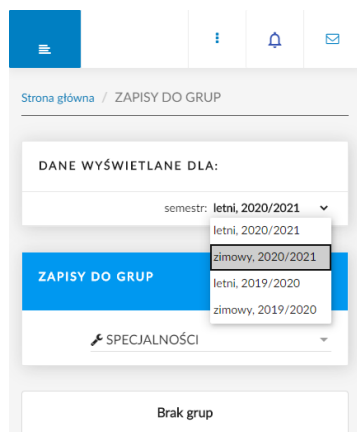 Strona główna / ZAPISY DO GRUP
DANE WYŚWIETLANE DLA:
semestr: letni, 2020/2021
letni, 2020/2021
zimowy, 2020/2021
letni, 2019/2020
zimowy, 2019/2020
ZAPISY DO GRUP
SPECJALNOŚCI
Brak grup